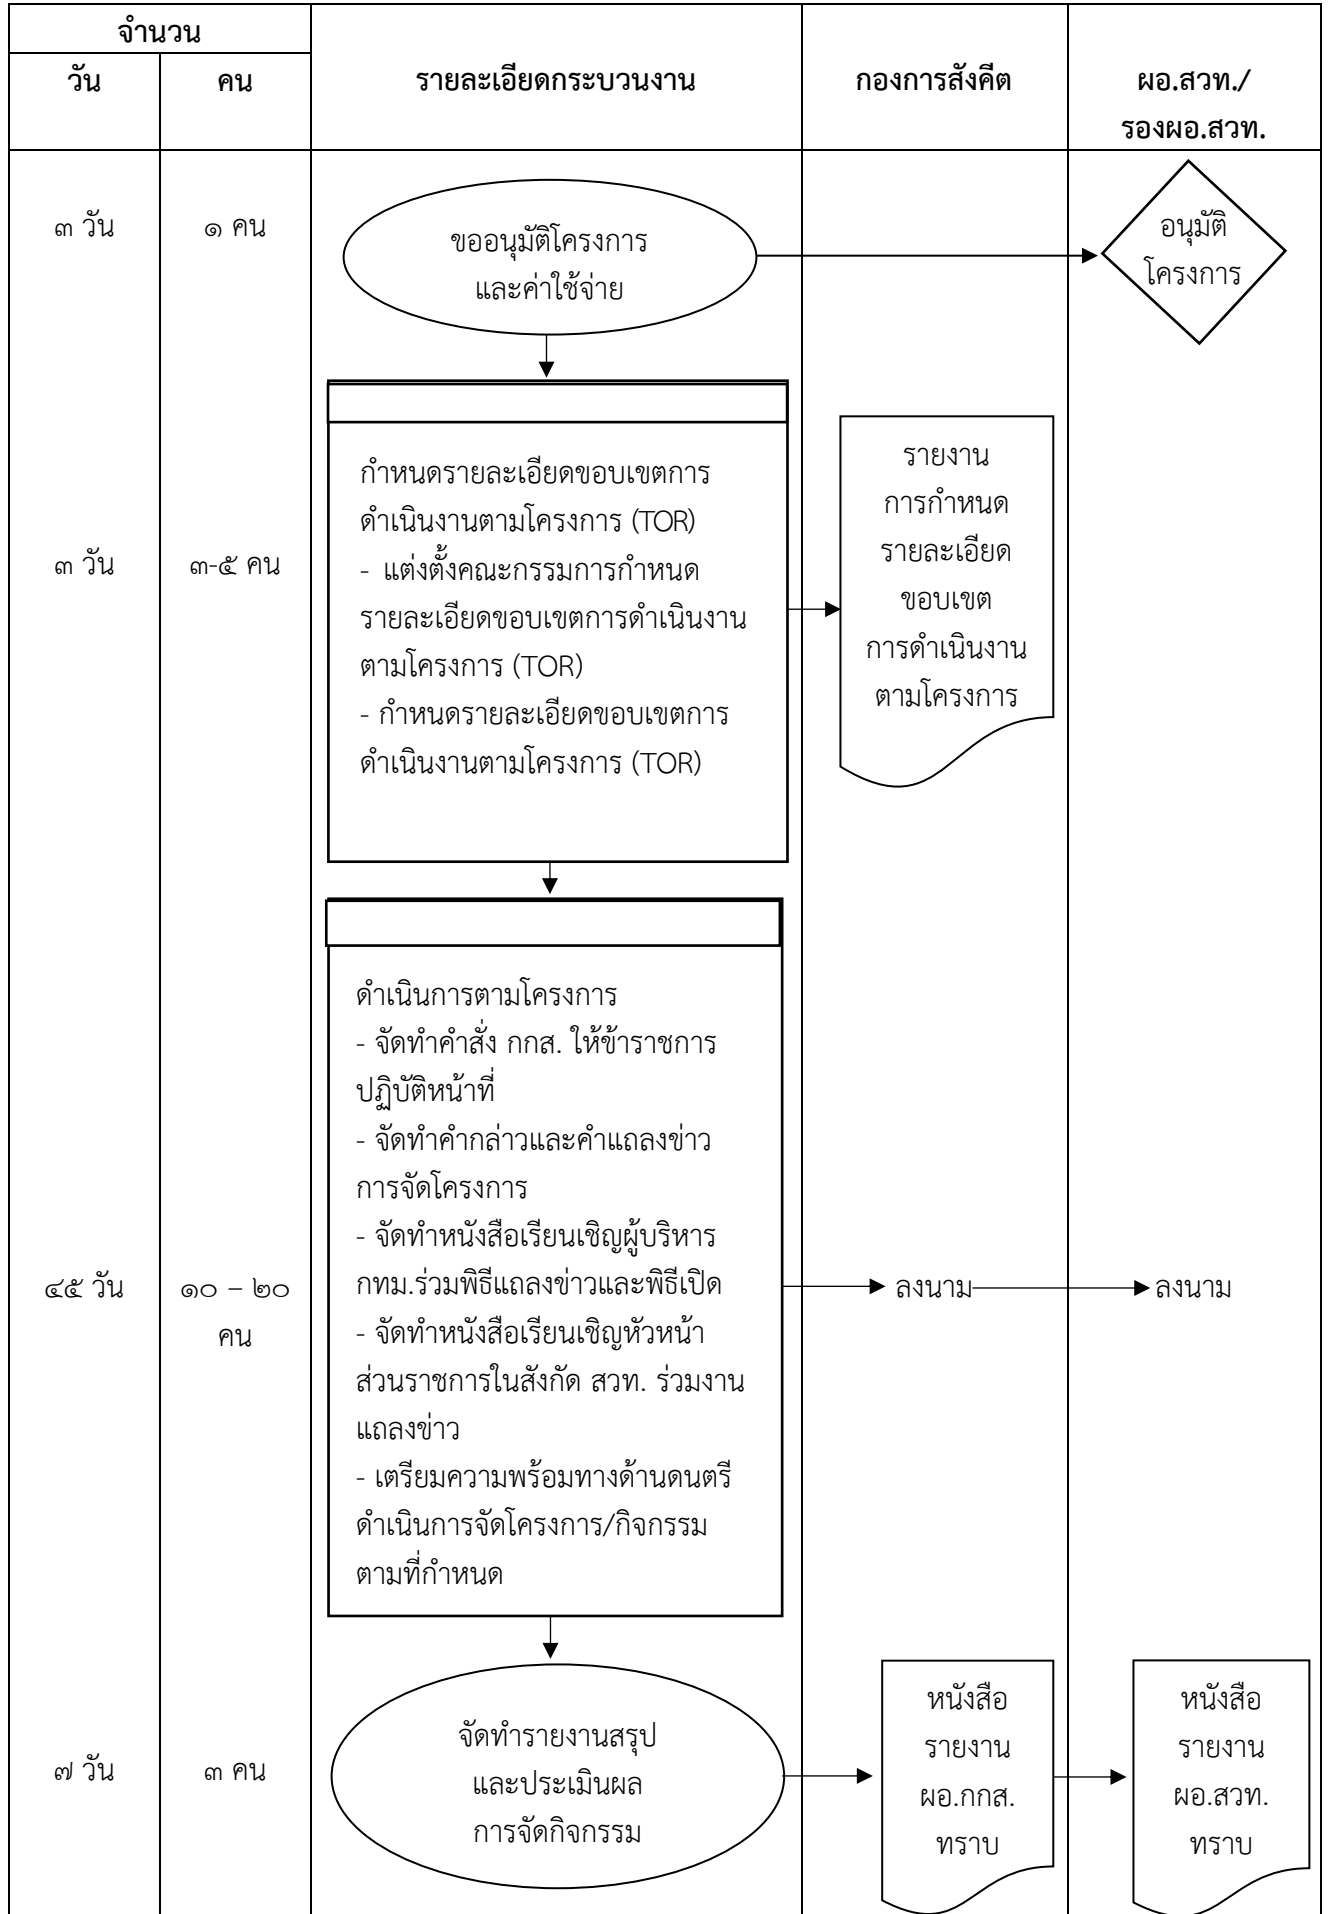 จำนวน
วัน
คน
รายละเอียดกระบวนงาน
กองการสังคีต
ผอ.สวท./
รองผอ.สวท.
๓ วัน
๑ คน
ขออนุมัติโครงการ
และค่าใช้จ่าย
อนุมัติ
โครงการ
๓ วัน
๓-๕ คน
กำหนดรายละเอียดขอบเขตการ
ดำเนินงานตามโครงการ (TOR)
- แต่งตั้งคณะกรรมการกำหนด
รายละเอียดขอบเขตการดำเนินงาน
ตามโครงการ (TOR)
- กำหนดรายละเอียดขอบเขตการ
ดำเนินงานตามโครงการ (TOR)
รายงาน
การกำหนด
รายละเอียด
ขอบเขต
การดำเนินงาน
ตามโครงการ
๔๕ วัน
๑๐ – ๒๐
คน
ดำเนินการตามโครงการ
- จัดทำคำสั่ง กกส. ให้ข้าราชการ
ปฏิบัติหน้าที่
- จัดทำคำกล่าวและคำแถลงข่าว
การจัดโครงการ
- จัดทำหนังสือเรียนเชิญผู้บริหาร
กทม.ร่วมพิธีแถลงข่าวและพิธีเปิด
- จัดทำหนังสือเรียนเชิญหัวหน้า
ส่วนราชการในสังกัด สวท. ร่วมงาน
แถลงข่าว
- เตรียมความพร้อมทางด้านดนตรี
ดำเนินการจัดโครงการ/กิจกรรม
ตามที่กำหนด
ลงนาม
ลงนาม
๗ วัน
๓ คน
จัดทำรายงานสรุป
และประเมินผล
การจัดกิจกรรม
หนังสือ
รายงาน
ผอ.กกส.
ทราบ
หนังสือ
รายงาน
ผอ.สวท.
ทราบ